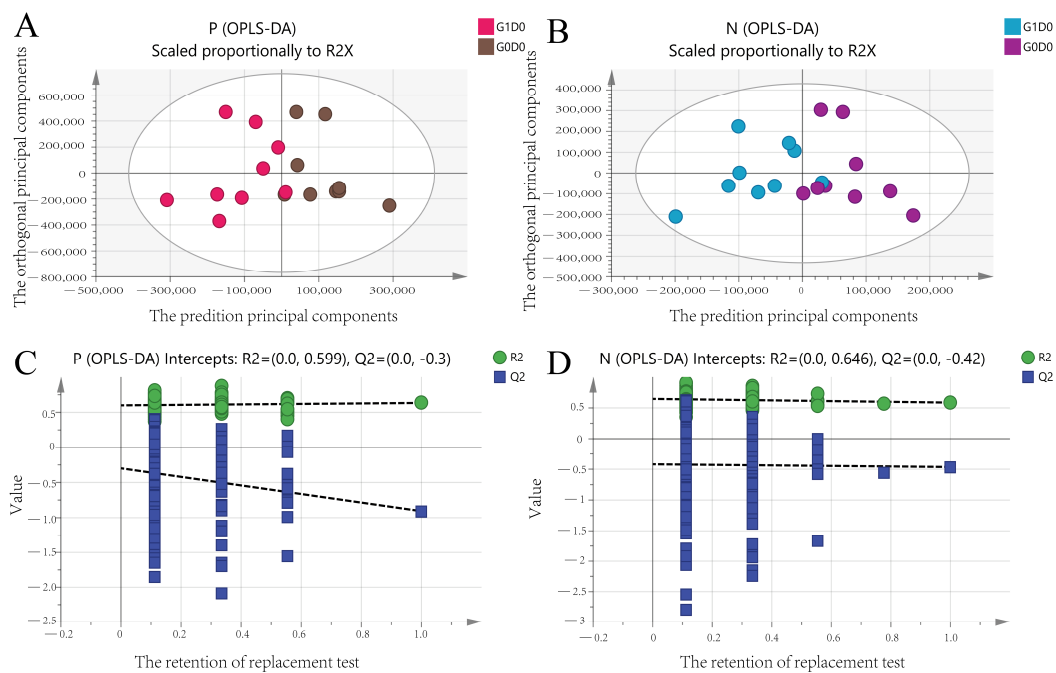 A
P (OPLS-DA)
Scaled proportionally to R2X
G1D0
G0D0
The orthogonal principal components
600,000
400,000
200,000
0
—200,000
—400,000
—600,000
—800,000
—500,000
—300,000
—100,000
100,000
300,000
The predition principal components
B
N (OPLS-DA)
Scaled proportionally to R2X
G1D0
G0D0
The orthogonal principal components
400,000
300,000
200,000
100,000
0
—100,000
—200,000
—300,000
—400,000
—500,000
—300,000
—200,000
—100,000
0
100,000
200,000
The predition principal components
C
P (OPLS-DA) Intercepts: R2=(0.0, 0.599), Q2=(0.0, -0.3)
R2
Q2
Value
0.5
0
—0.5
—1.0
—1.5
—2.0
—2.5
—0.2
0
0.2
0.4
0.6
0.8
1.0
The retention of replacement test
D
N (OPLS-DA) Intercepts: R2=(0.0, 0.646), Q2=(0.0, -0.42)
R2
Q2
Value
0.5
0
—0.5
—1
—1.5
—2
—2.5
—3
—0.2
0
0.2
0.4
0.6
0.8
1.0
The retention of replacement test